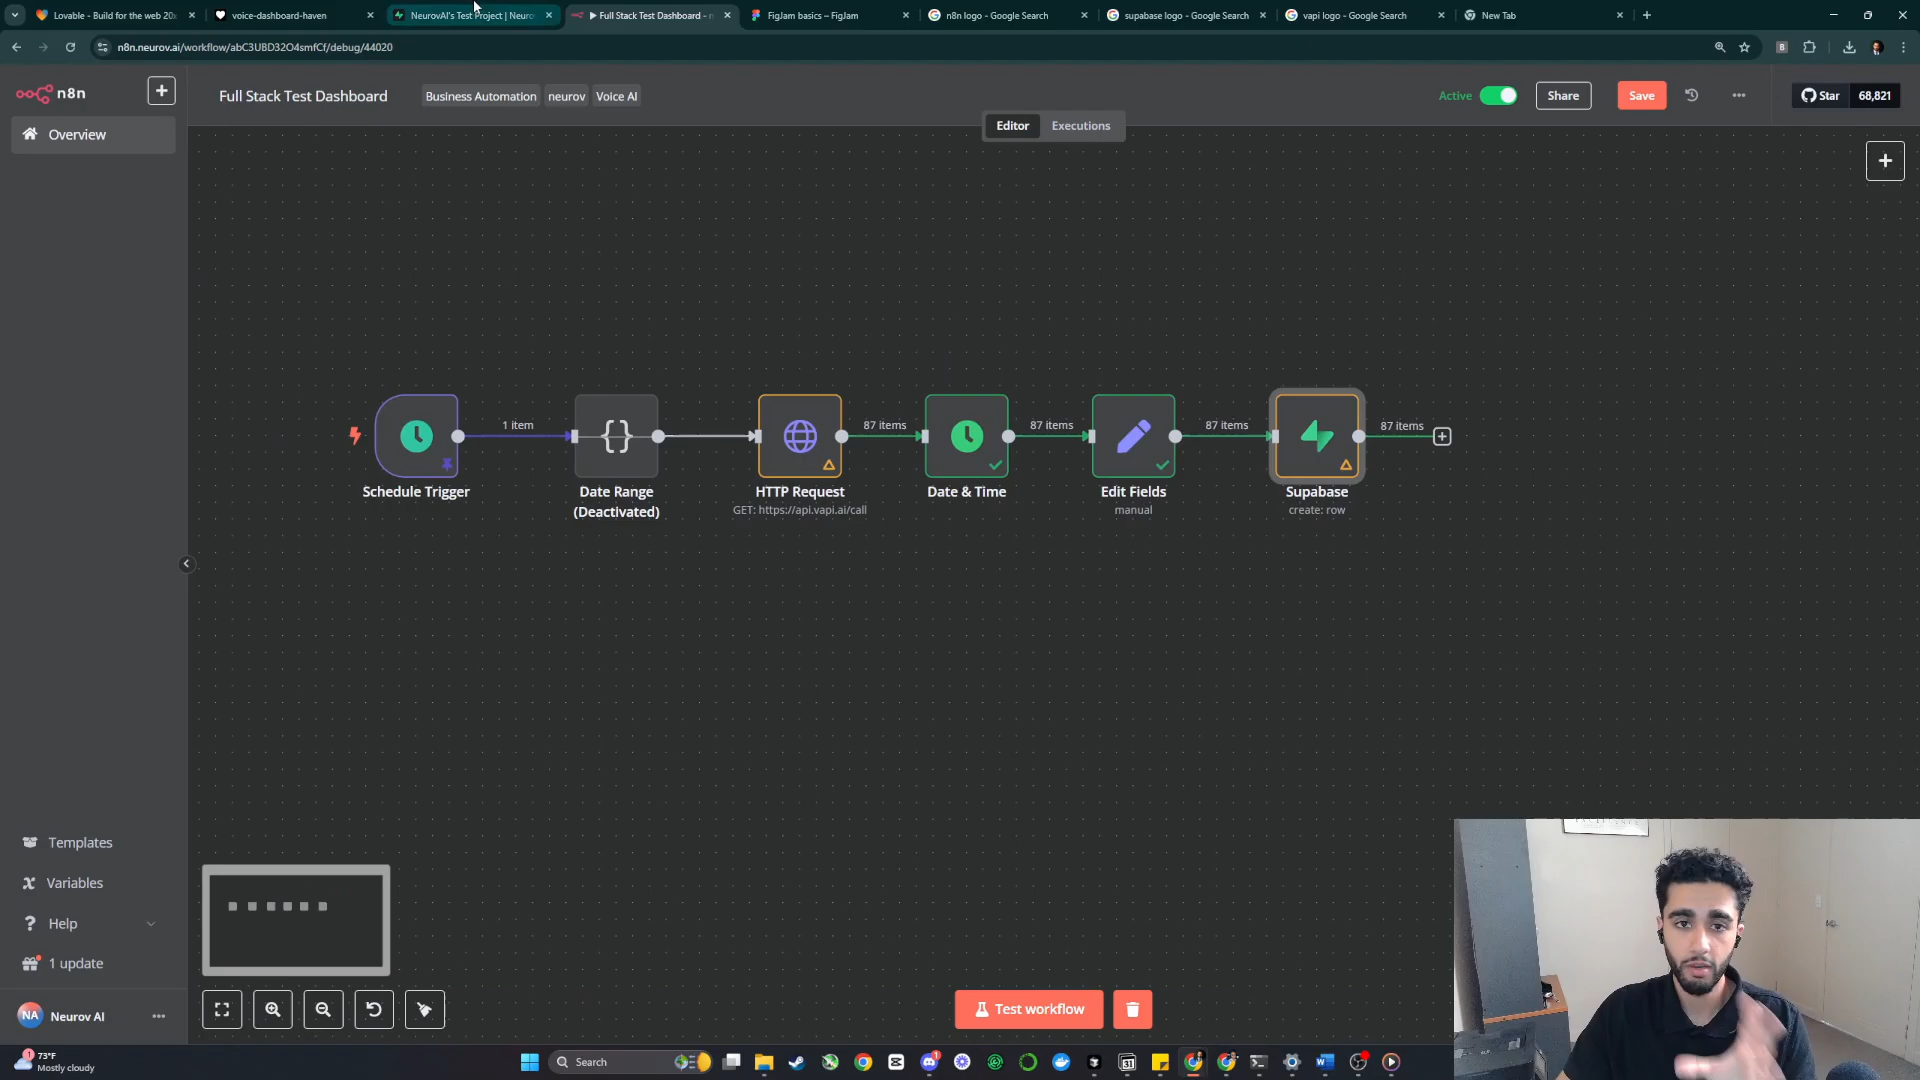 Lovable - Build for the web 20x
voice-dashboard-haven
NeurovAI's Test Project | Neuro
▶ Full Stack Test Dashboard - n
FigJam basics – FigJam
n8n logo - Google Search
supabase logo - Google Search
vapi logo - Google Search
New Tab
n8n.neurov.ai/workflow/abC3UBD32O4smfCf/debug/44020
n8n
Full Stack Test Dashboard
Business Automation
neurov
Voice AI
Active
Share
Save
Star
68,821
Overview
Editor
Executions
1 item
87 items
87 items
87 items
87 items
Schedule Trigger
Date Range
(Deactivated)
HTTP Request
GET: https://api.vapi.ai/call
Date & Time
Edit Fields
manual
Supabase
create: row
Templates
Variables
Help
1 update
NA
Neurov AI
Test workflow
1
73°F
Mostly cloudy
Search
1
31